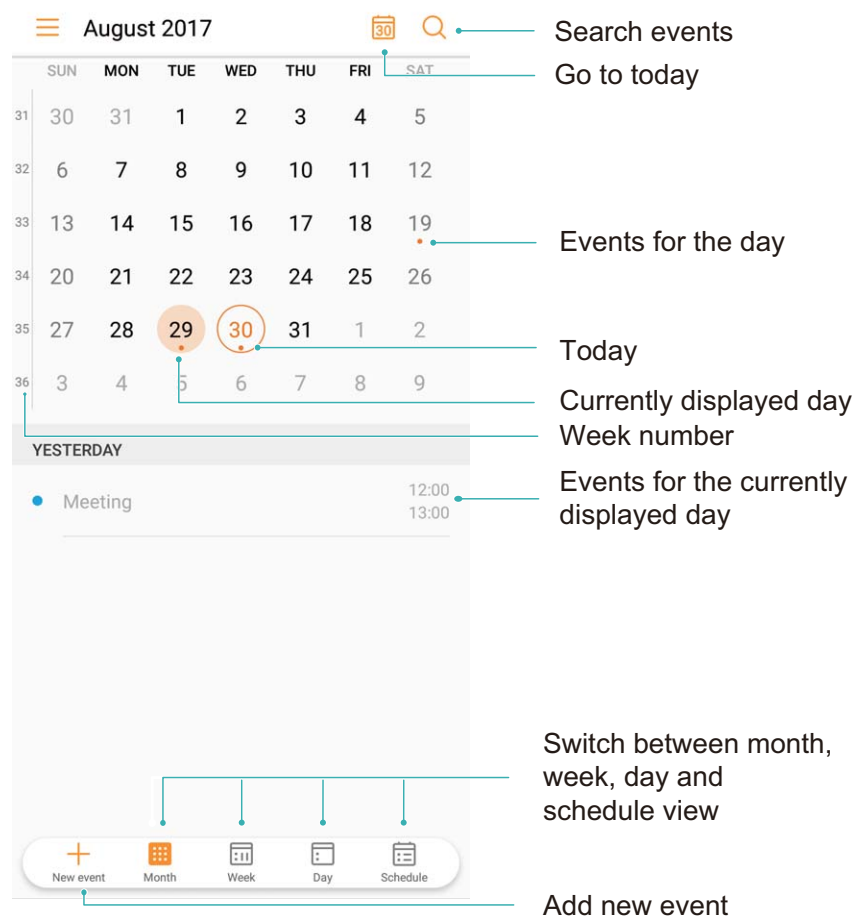 August 2017
30
Search events
Go to today
SUN MON TUE WED THU FRI SAT
31 30 31 1 2 3 4 5
32 6 7 8 9 10 11 12
33 13 14 15 16 17 18 19
Events for the day
34 20 21 22 23 24 25 26
35 27 28 29 30 31 1 2
Today
36 3 4 5 6 7 8 9
Currently displayed day
Week number
YESTERDAY
Meeting
12:00
13:00
Events for the currently
displayed day
Switch between month,
week, day and
schedule view
New event Month Week Day Schedule
Add new event